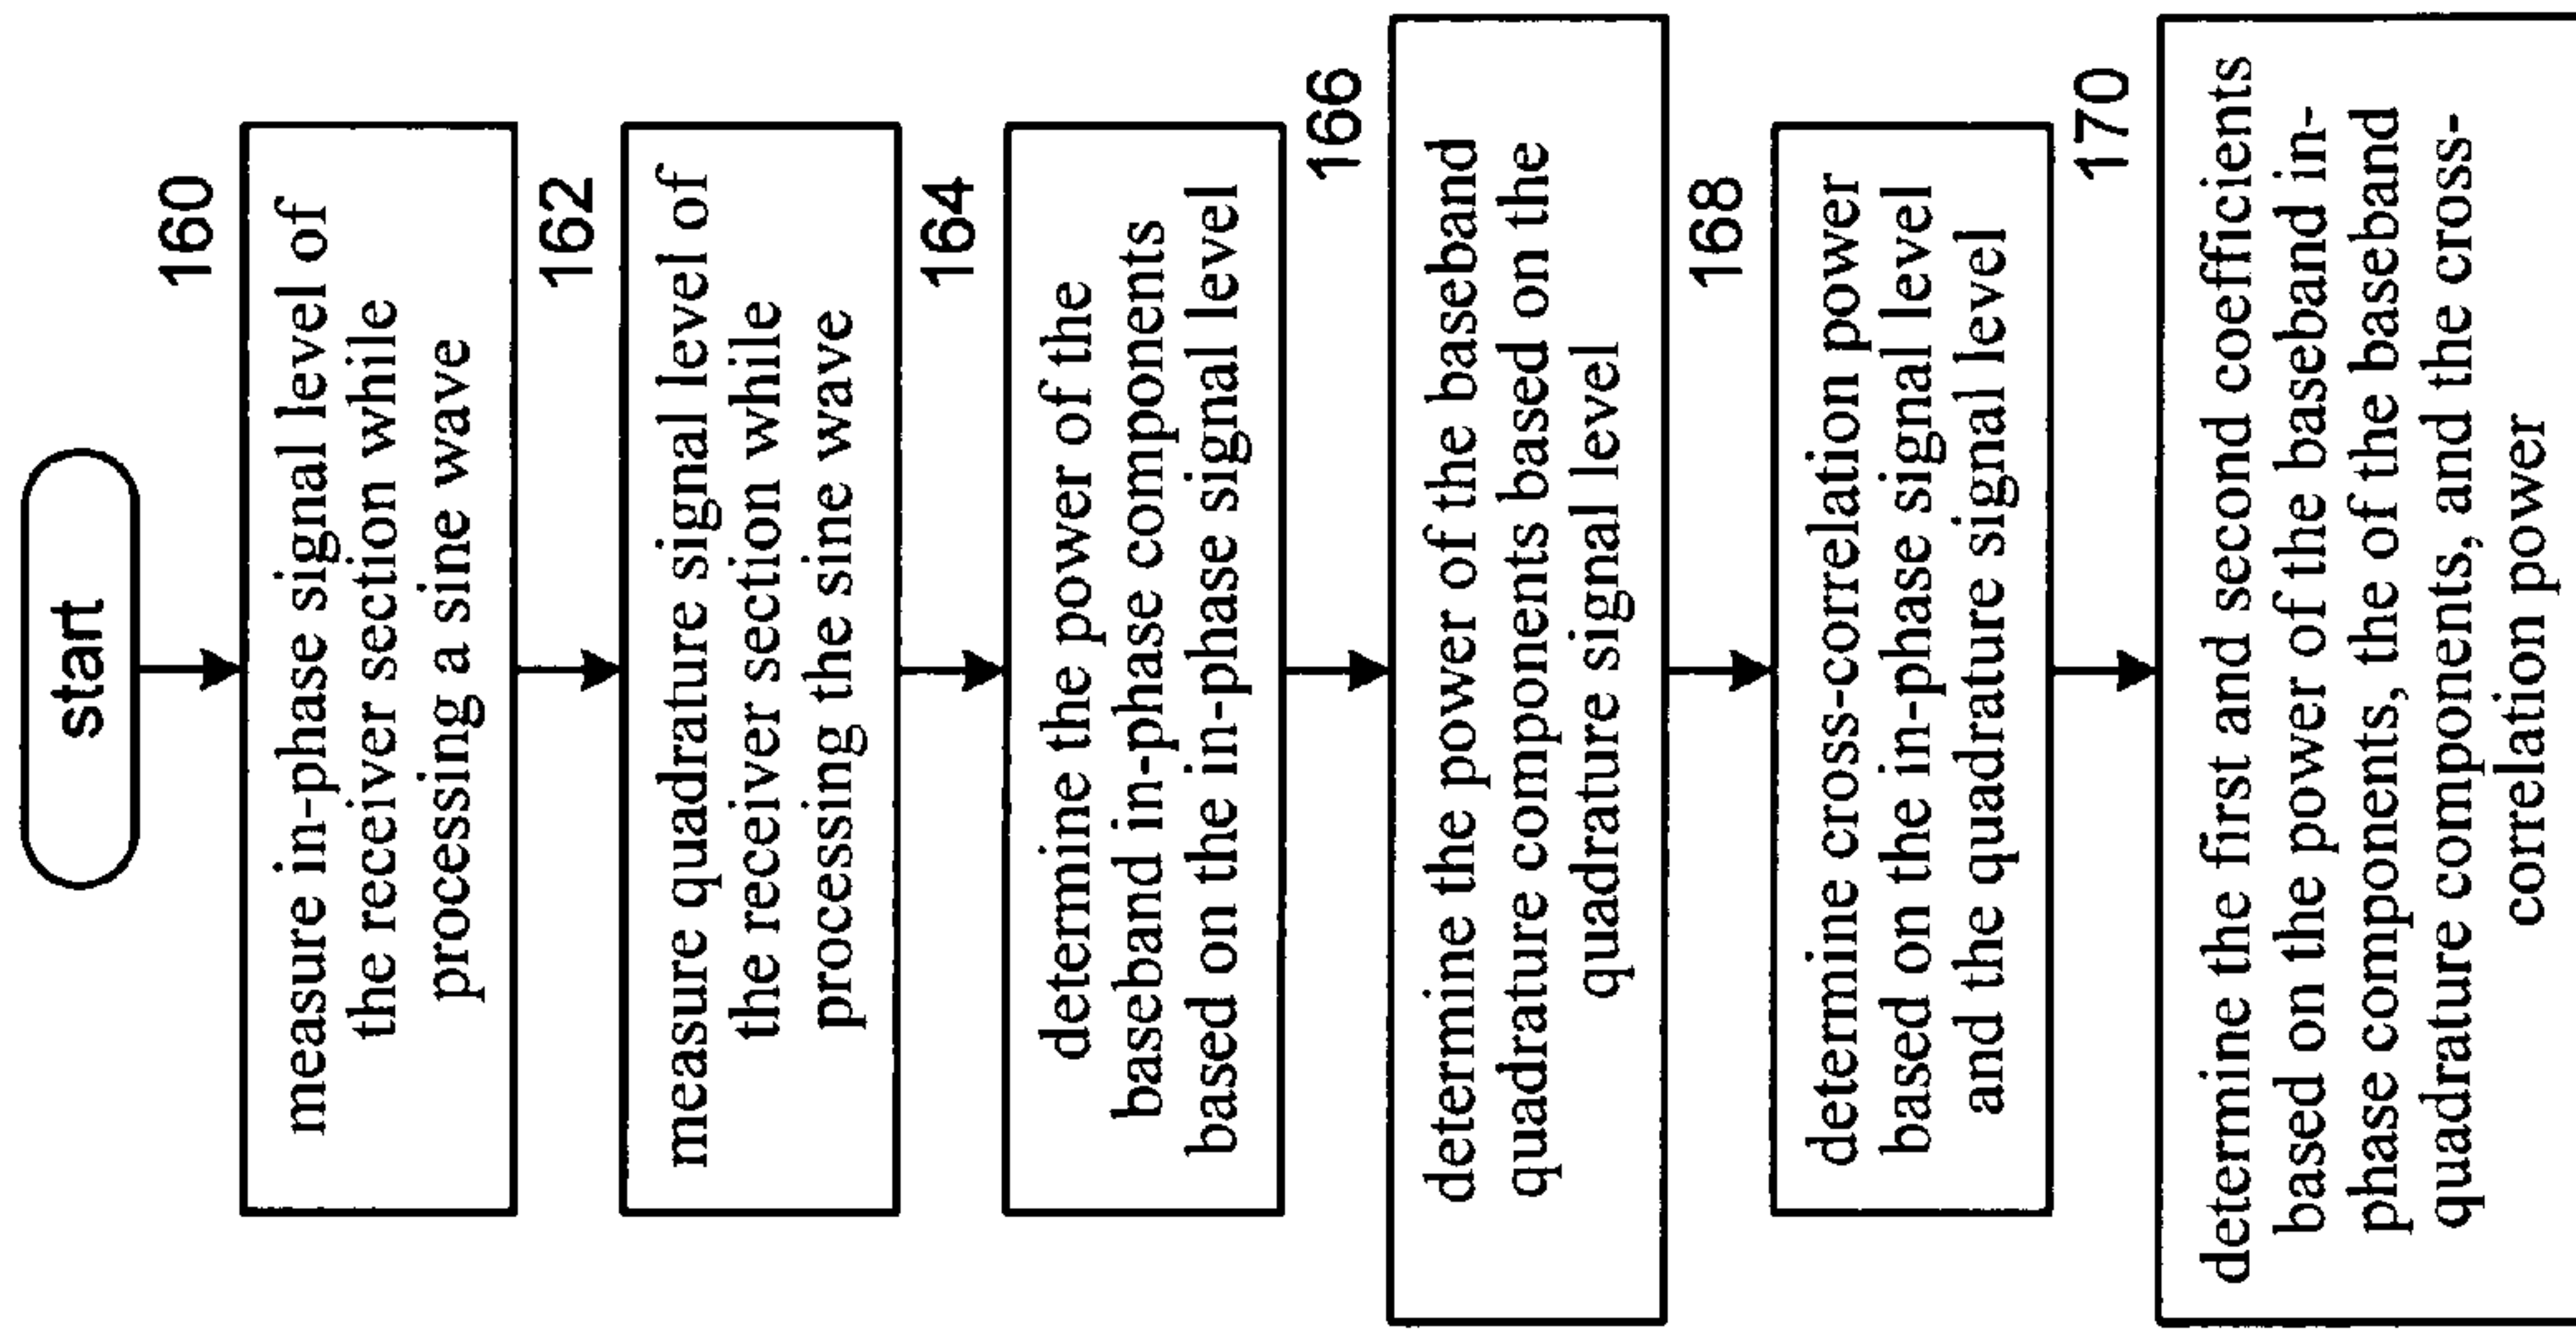 start
160
measure in-phase signal level of
the receiver section while
processing a sine wave
162
measure quadrature signal level of
the receiver section while
processing the sine wave
164
determine the power of the
baseband in-phase components
based on the in-phase signal level
166
determine the power of the baseband
quadrature components based on the
quadrature signal level
168
determine cross-correlation power
based on the in-phase signal level
and the quadrature signal level
170
determine the first and second coefficients
based on the power of the baseband in-
phase components, the of the baseband
quadrature components, and the cross-
correlation power